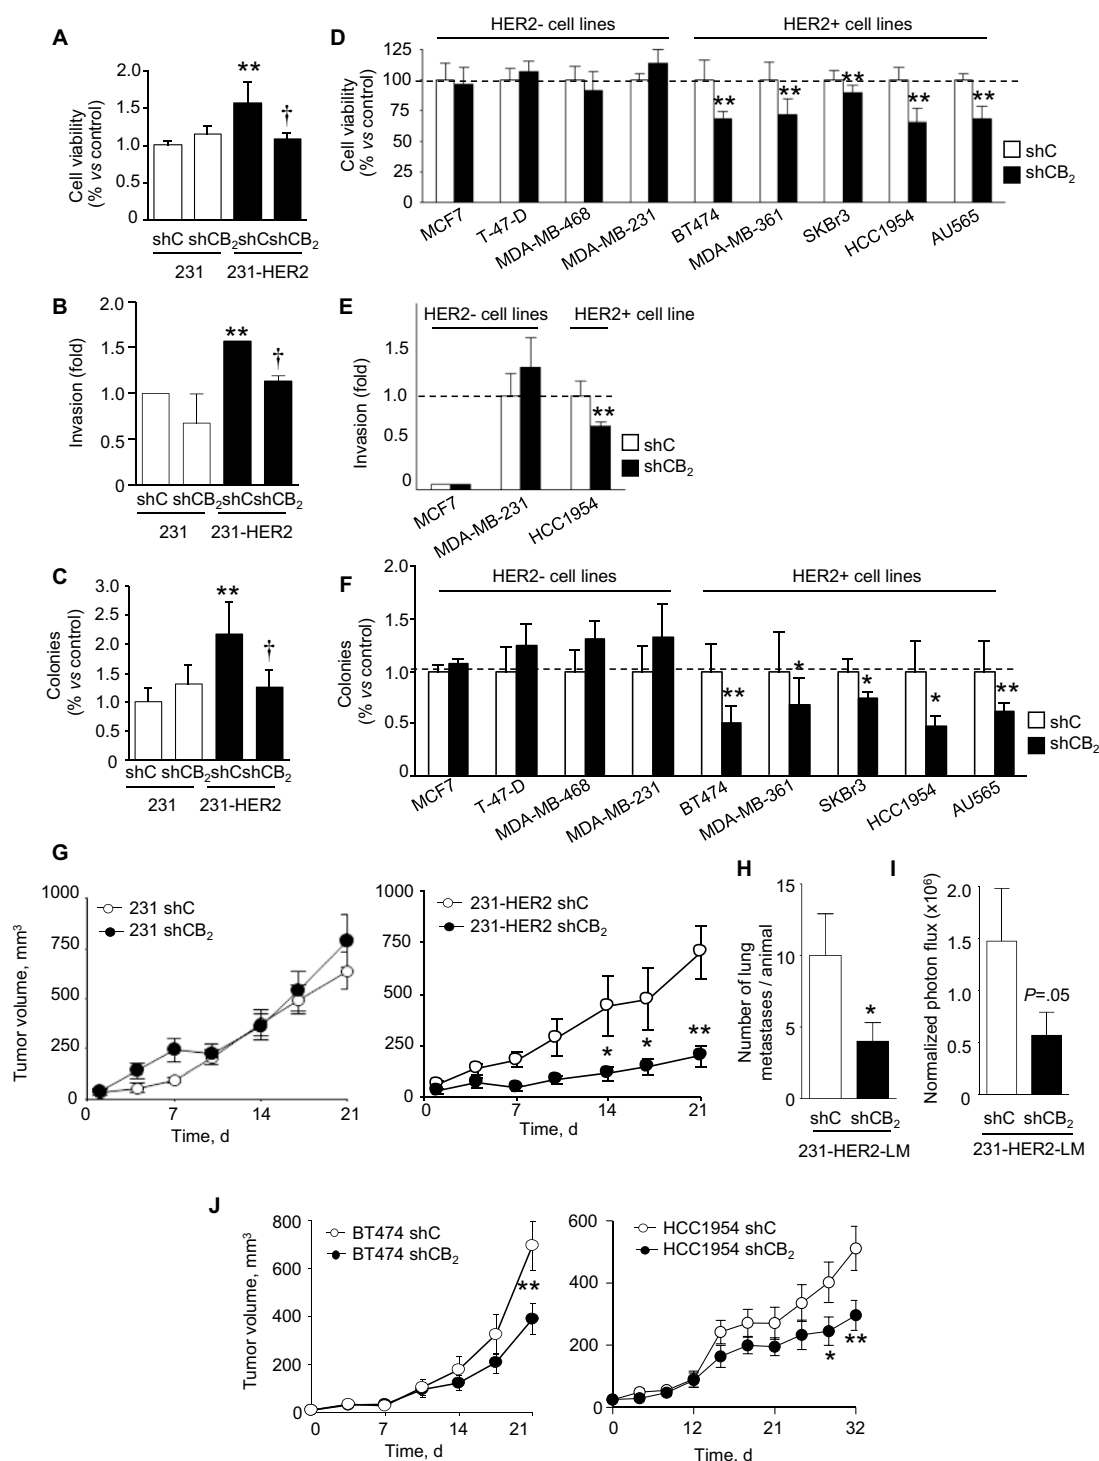 A
Cell viability
(% vs control)
2.0
1.5
1.0
0.5
0
**
†
shC shCB2 shC shCB2
231 231-HER2
B
Invasion (fold)
2.0
1.5
1.0
0.5
0
**
†
shC shCB2 shC shCB2
231 231-HER2
C
Colonies
(% vs control)
3.0
2.5
2.0
1.5
1.0
0.5
0
**
†
shC shCB2 shC shCB2
231 231-HER2
D
HER2- cell lines HER2+ cell lines
Cell viability
(% vs control)
125
100
75
50
25
0
** ** ** ** **
shC
shCB2
MCF7 T-47-D MDA-MB-468 MDA-MB-231 BT474 MDA-MB-361 SKBr3 HCC1954 AU565
E
HER2- cell lines HER2+ cell line
Invasion (fold)
1.5
1.0
0.5
0
**
shC
shCB2
MCF7 MDA-MB-231 HCC1954
F
HER2- cell lines HER2+ cell lines
Colonies
(% vs control)
2.0
1.5
1.0
0.5
0
** * * * **
shC
shCB2
MCF7 T-47-D MDA-MB-468 MDA-MB-231 BT474 MDA-MB-361 SKBr3 HCC1954 AU565
G
Tumor volume, mm3
1000
750
500
250
0
231 shC
231 shCB2
0 7 14 21
Time, d
1000
750
500
250
0
231-HER2 shC
231-HER2 shCB2
* * **
0 7 14 21
Time, d
H
Number of lung
metastases / animal
15
10
5
0
*
shC shCB2
231-HER2-LM
I
Normalized photon flux (x10⁶)
2.0
1.5
1.0
0.5
0
P=.05
shC shCB2
231-HER2-LM
J
Tumor volume, mm3
800
600
400
200
0
BT474 shC
BT474 shCB2
**
0 7 14 21
Time, d
600
400
200
0
HCC1954 shC
HCC1954 shCB2
* **
0 12 21 32
Time, d